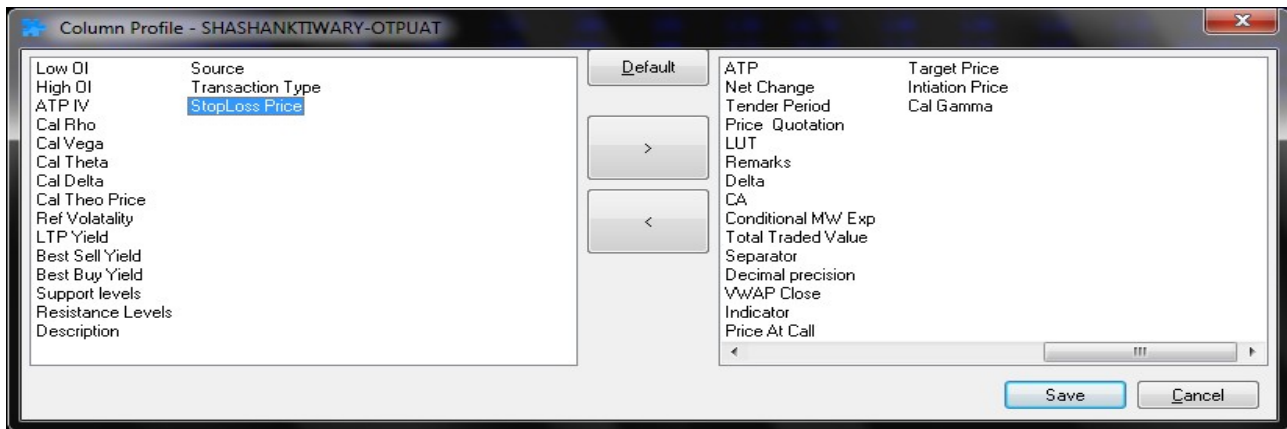 Column Profile - SHASHANKTIWARY-OTPUAT
Low OI
High OI
ATP IV
Cal Rho
Cal Vega
Cal Theta
Cal Delta
Cal Theo Price
Ref Volatality
LTP Yield
Best Sell Yield
Best Buy Yield
Support levels
Resistance Levels
Description
Source
Transaction Type
StopLoss Price
Default
>
<
ATP
Net Change
Tender Period
Price Quotation
LUT
Remarks
Delta
CA
Conditional MW Exp
Total Traded Value
Separator
Decimal precision
VWAP Close
Indicator
Price At Call
Target Price
Intiation Price
Cal Gamma
Save
Cancel